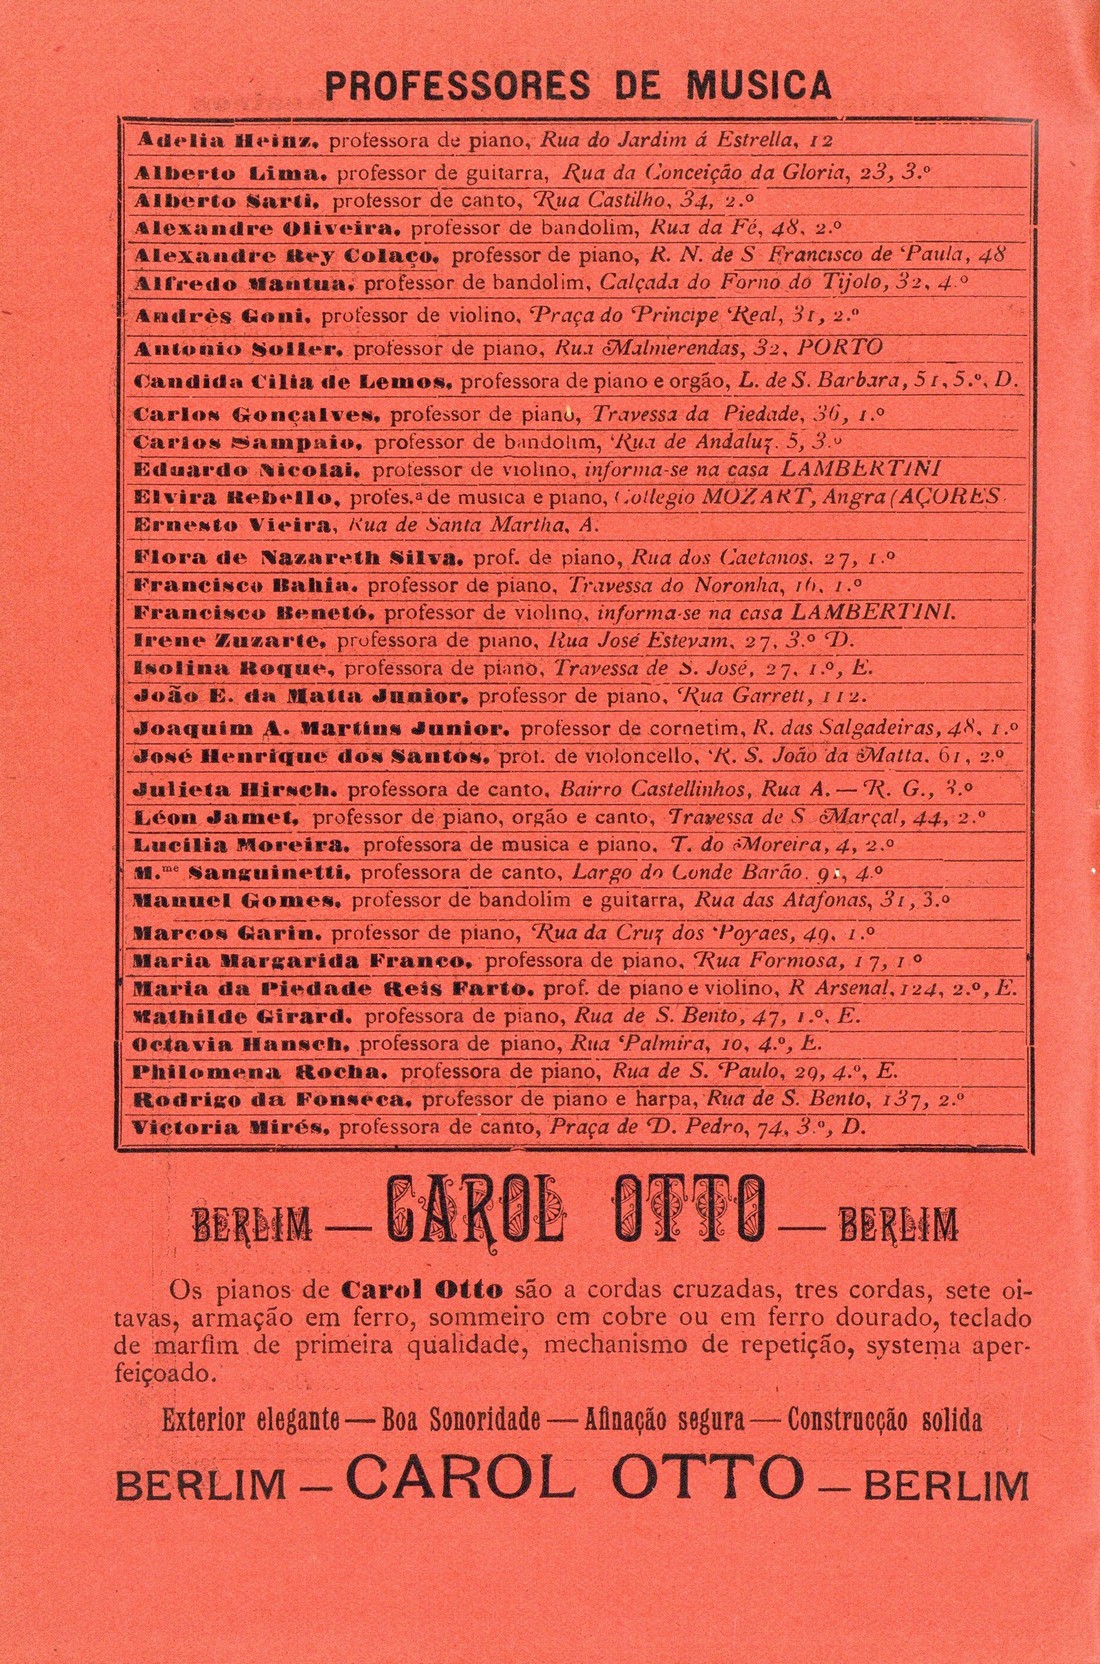 PROFESSORES DE MUSICA
Adelia Heinz, professora de piano, Rua do Jardim á Estrella, 12
Alberto Lima, professor de guitarra, Rua da Conceição da Gloria, 23, 3.º
Alberto Sarti, professor de canto, Rua Castilho, 34, 2.º
Alexandre Oliveira, professor de bandolim, Rua da Fé, 48, 2.º
Alexandre Rey Colaço, professor de piano, R. N. de S Francisco de Paula, 48
Alfredo Mantua, professor de bandolim, Calçada do Forno do Tijolo, 32, 4.º
Andrès Goni, professor de violino, Praça do Principe Real, 31, 2.º
Antonio Soller, professor de piano, Rua Malmerendas, 32, PORTO
Candida Cilia de Lemos, professora de piano e orgão, L. de S. Barbara, 51, 5.º, D.
Carlos Gonçalves, professor de piano, Travessa da Piedade, 36, 1.º
Carlos Sampaio, professor de bandolim, Rua de Andaluz, 5, 3.º
Eduardo Nicolai, professor de violino, informa-se na casa LAMBERTINI
Elvira Rebello, profes.ª de musica e piano, Collegio MOZART, Angra (AÇORES
Ernesto Vieira, Rua de Santa Martha, A.
Flora de Nazareth Silva, prof. de piano, Rua dos Caetanos, 27, 1.º
Francisco Bahia, professor de piano, Travessa do Noronha, 16, 1.º
Francisco Benetó, professor de violino, informa-se na casa LAMBERTINI.
Irene Zuzarte, professora de piano, Rua José Estevam, 27, 3.º D.
Isolina Roque, professora de piano, Travessa de S. José, 27, 1.º, E.
João E. da Matta Junior, professor de piano, Rua Garrett, 112.
Joaquim A. Martins Junior, professor de cornetim, R. das Salgadeiras, 48, 1.º
José Henrique dos Santos, prof. de violoncello, R. S. João da Matta, 61, 2.º
Julieta Hirsch, professora de canto, Bairro Castellinhos, Rua A. — R. G., 3.º
Léon Jamet, professor de piano, orgão e canto, Travessa de S Marçal, 44, 2.º
Lucilia Moreira, professora de musica e piano, T. do Moreira, 4, 2.º
M.me Sanguinetti, professora de canto, Largo do Conde Barão, 91, 4.º
Manuel Gomes, professor de bandolim e guitarra, Rua das Atafonas, 31, 3.º
Marcos Garin, professor de piano, Rua da Cruz dos Poyaes, 49, 1.º
Maria Margarida Franco, professora de piano, Rua Formosa, 17, 1º
Maria da Piedade Reis Farto, prof. de piano e violino, R Arsenal, 124, 2.º, E.
Mathilde Girard, professora de piano, Rua de S. Bento, 47, 1.º, E.
Octavia Hansch, professora de piano, Rua Palmira, 10, 4.º, E.
Philomena Rocha, professora de piano, Rua de S. Paulo, 29, 4.º, E.
Rodrigo da Fonseca, professor de piano e harpa, Rua de S. Bento, 137, 2.º
Victoria Mirés, professora de canto, Praça de D. Pedro, 74, 3.º, D.
BERLIM — CAROL OTTO — BERLIM
Os pianos de Carol Otto são a cordas cruzadas, tres cordas, sete oi-
tavas, armação em ferro, sommeiro em cobre ou em ferro dourado, teclado
de marfim de primeira qualidade, mechanismo de repetição, systema aper-
feiçoado.
Exterior elegante — Boa Sonoridade — Afinação segura — Construcção solida
BERLIM — CAROL OTTO — BERLIM